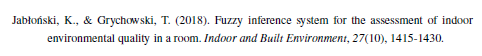 Jabłoński, K., & Grychowski, T. (2018). Fuzzy inference system for the assessment of indoor
environmental quality in a room. Indoor and Built Environment, 27(10), 1415-1430.